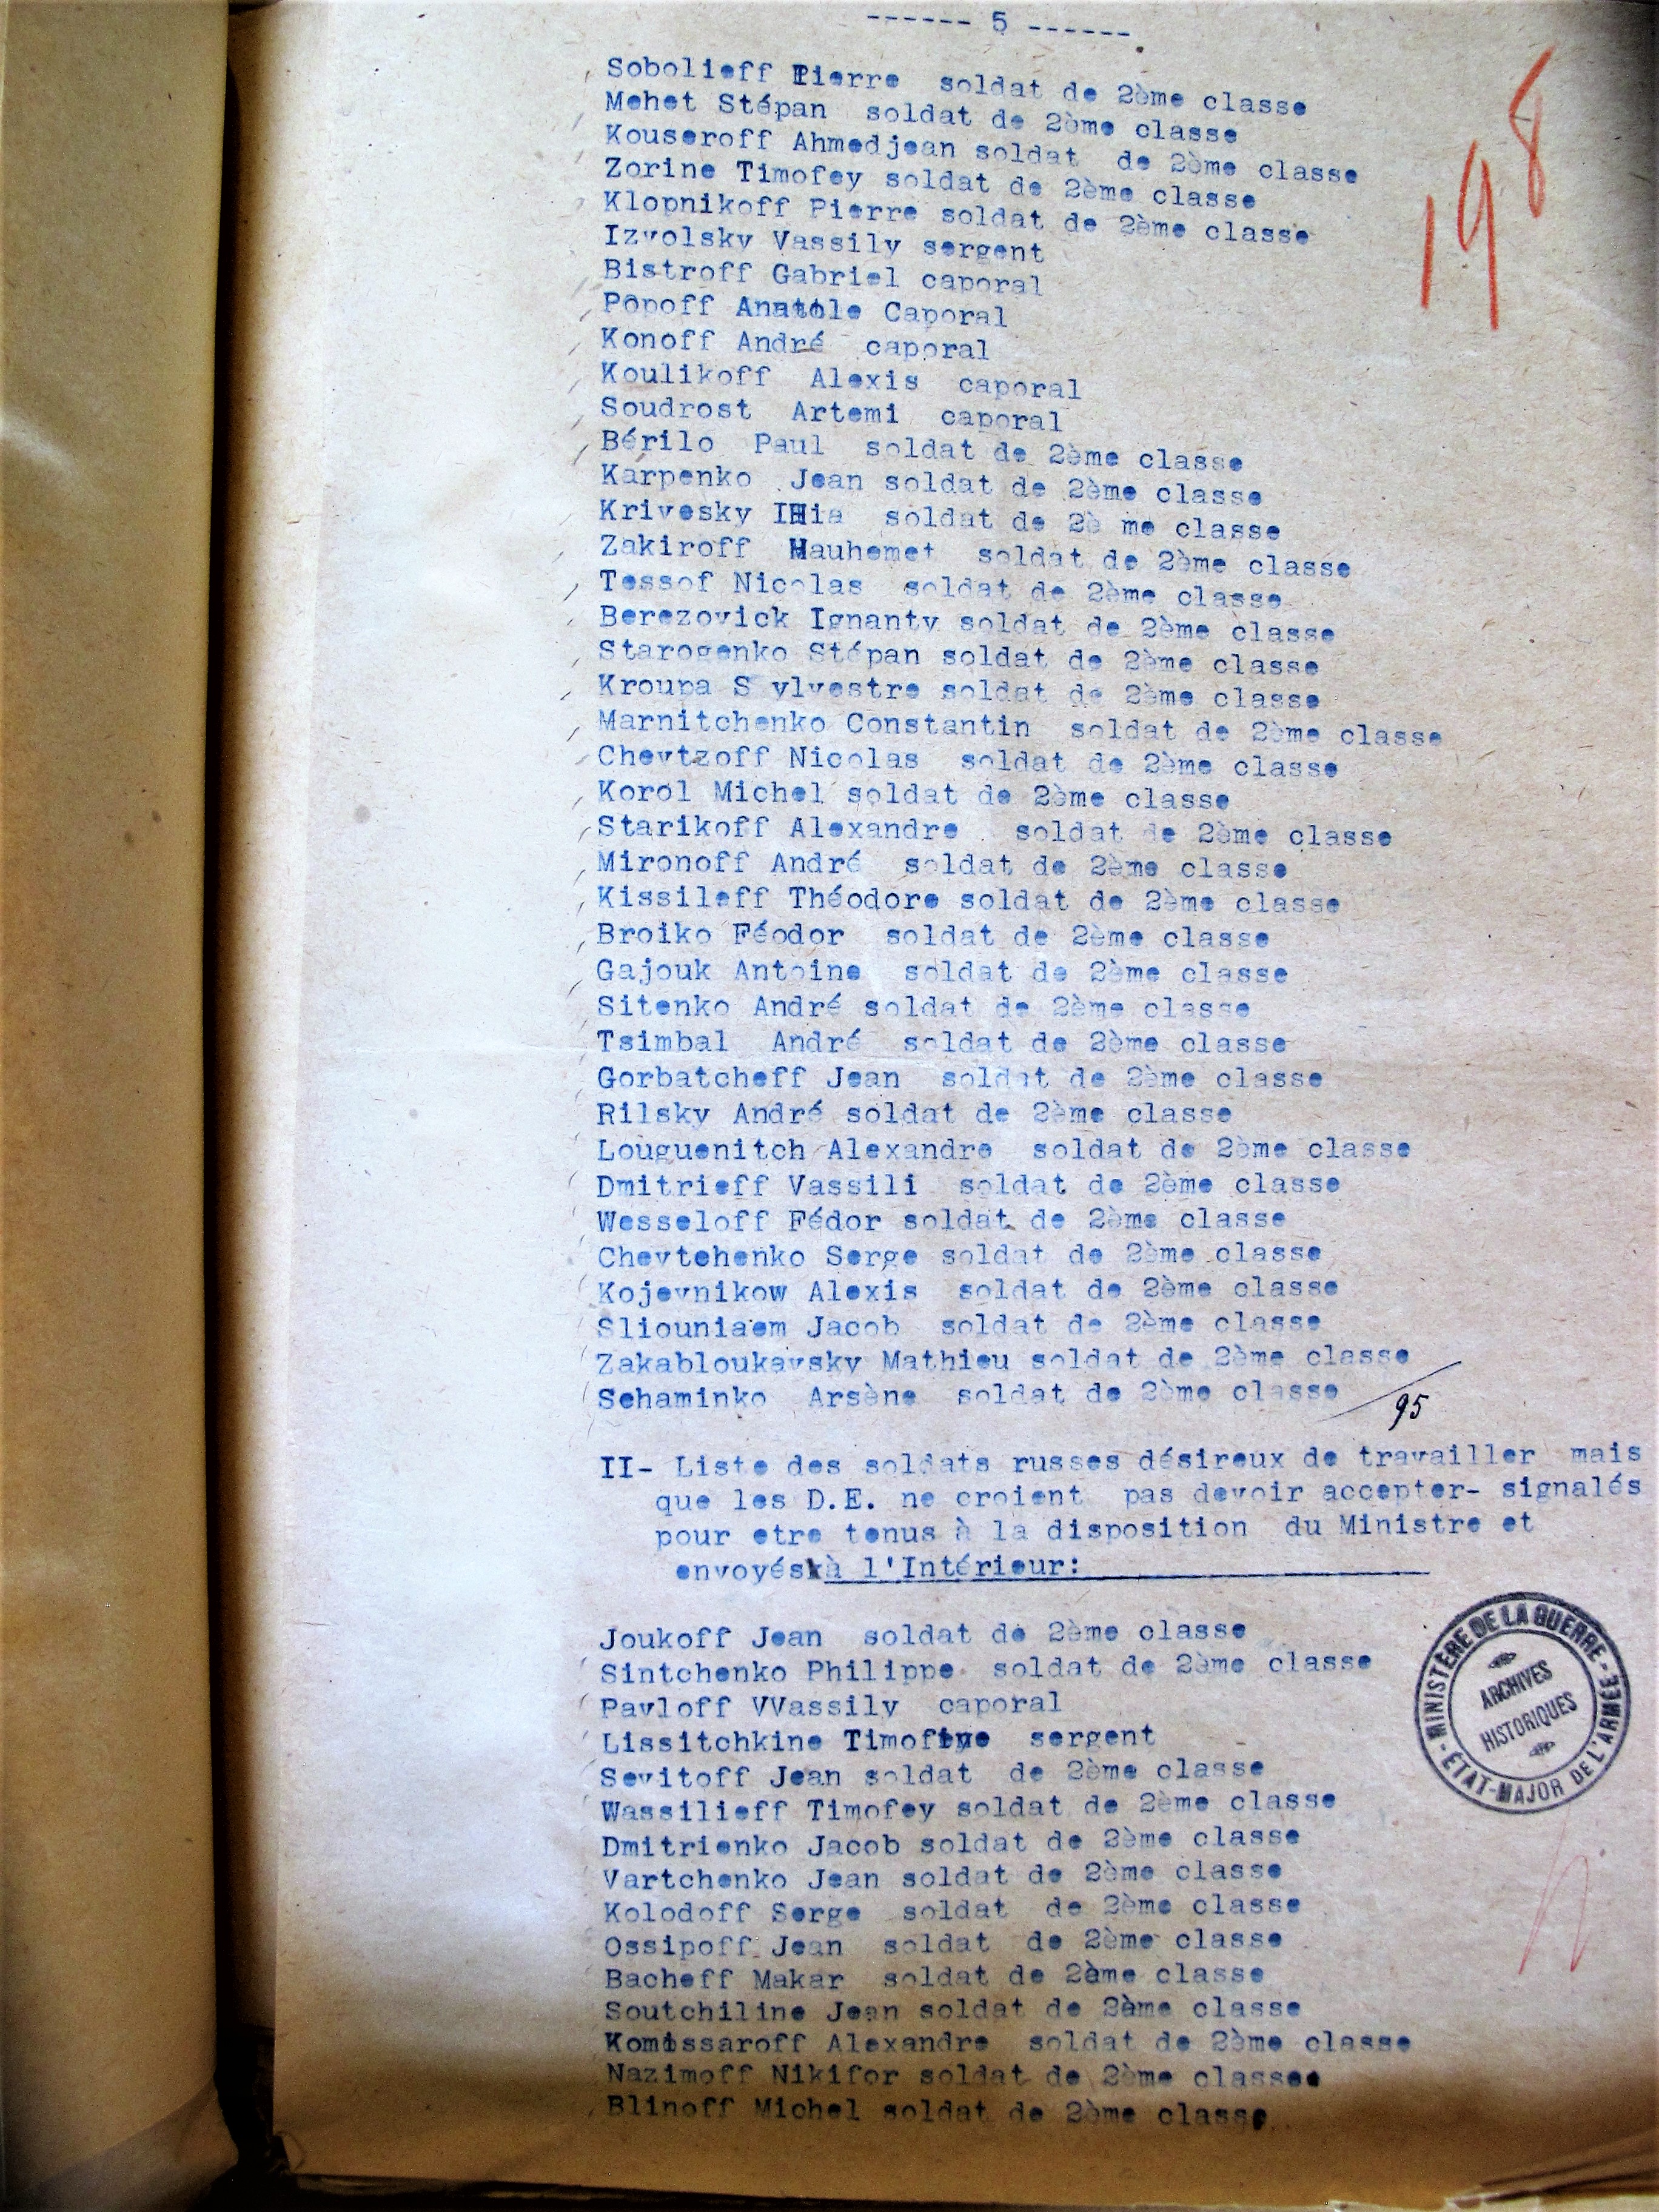 ------ 5 ------
198
Sobolieff Pierre soldat de 2ème classe
Mehet Stépan soldat de 2ème classe
Kouseroff Ahmedjean soldat de 2ème classe
Zorine Timofey soldat de 2ème classe
Klopnikoff Pierre soldat de 2ème classe
Izvolsky Vassily sergent
Bistroff Gabriel caporal
Popoff Anatole Caporal
Konoff André caporal
Koulikoff Alexis caporal
Soudrost Artemi caporal
Bérilo Paul soldat de 2ème classe
Karpenko Jean soldat de 2ème classe
Krivesky Illia soldat de 2è me classe
Zakiroff Mauhemet soldat de 2ème classe
Tessof Nicolas soldat de 2ème classe
Berezovick Ignanty soldat de 2ème classe
Starogenko Stépan soldat de 2ème classe
Kroupa S ylvestre soldat de 2ème classe
Marnitchenko Constantin soldat de 2ème classe
Chevtzoff Nicolas soldat de 2ème classe
Korol Michel soldat de 2ème classe
Starikoff Alexandre soldat de 2ème classe
Mironoff André soldat de 2ème classe
Kissileff Théodore soldat de 2ème classe
Broiko Féodor soldat de 2ème classe
Gajouk Antoine soldat de 2ème classe
Sitenko André soldat de 2ème classe
Tsimbal André soldat de 2ème classe
Gorbatcheff Jean soldat de 2ème classe
Rilsky André soldat de 2ème classe
Louguenitch Alexandre soldat de 2ème classe
Dmitrieff Vassili soldat de 2ème classe
Wesseloff Fédor soldat de 2ème classe
Chevtehenko Serge soldat de 2ème classe
Kojevnikow Alexis soldat de 2ème classe
Sliouniaem Jacob soldat de 2ème classe
Zakabloukavsky Mathieu soldat de 2ème classe
Sehaminko Arsène soldat de 2ème classe
95
II- Liste des soldats russes désireux de travailler mais
que les D.E. ne croient pas devoir accepter- signalés
pour etre tenus à la disposition du Ministre et
envoyés à l'Intérieur:
Joukoff Jean soldat de 2ème classe
Sintchenko Philippe soldat de 2ème classe
Pavloff VVassily caporal
Lissitchkine sergent
Sevitoff Jean soldat de 2ème classe
Wassilieff Timofey soldat de 2ème classe
Dmitrienko Jacob soldat de 2ème classe
Vartchenko Jean soldat de 2ème classe
Kolodoff Serge soldat de 2ème classe
Ossipoff Jean soldat de 2ème classe
Bacheff Makar soldat de 2ème classe
Soutchiline Jean soldat de 2ème classe
Komissaroff Alexandre soldat de 2ème classe
Nazimoff Nikifor soldat de 2ème classe
Blinoff Michel soldat de 2ème classe
MINISTÈRE DE LA GUERRE - ÉTAT-MAJOR DE L'ARMÉE -
ARCHIVES
HISTORIQUES